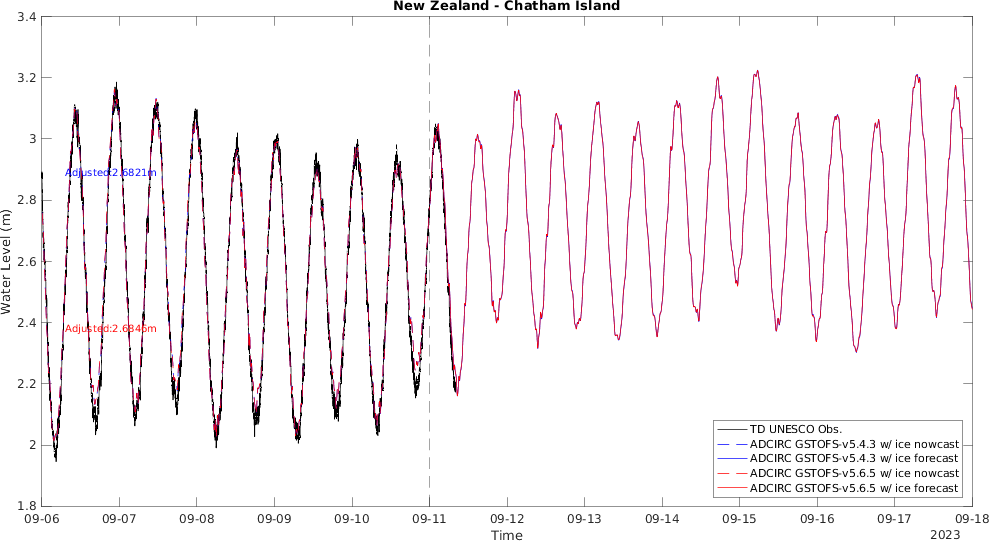 New Zealand - Chatham Island
3.4
3.2
3
2.8
2.6
2.4
2.2
2
1.8
Water Level (m)
Adjusted:2.6821m
Adjusted:2.6846m
TD UNESCO Obs.
ADCIRC GSTOFS-v5.4.3 w/ ice nowcast
ADCIRC GSTOFS-v5.4.3 w/ ice forecast
ADCIRC GSTOFS-v5.6.5 w/ ice nowcast
ADCIRC GSTOFS-v5.6.5 w/ ice forecast
09-06 09-07 09-08 09-09 09-10 09-11 09-12 09-13 09-14 09-15 09-16 09-17 09-18
Time
2023